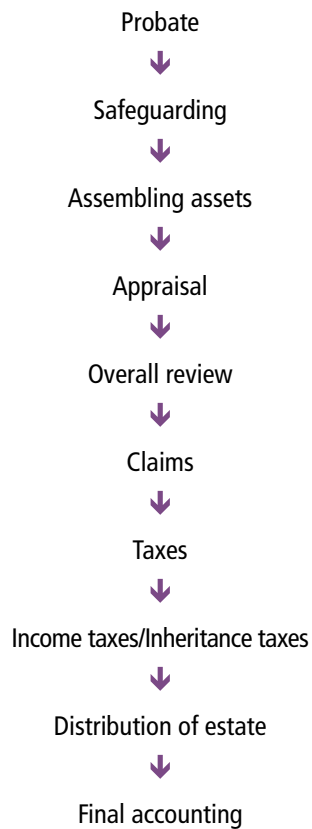 Probate
Safeguarding
Assembling assets
Appraisal
Overall review
Claims
Taxes
Income taxes/Inheritance taxes
Distribution of estate
Final accounting